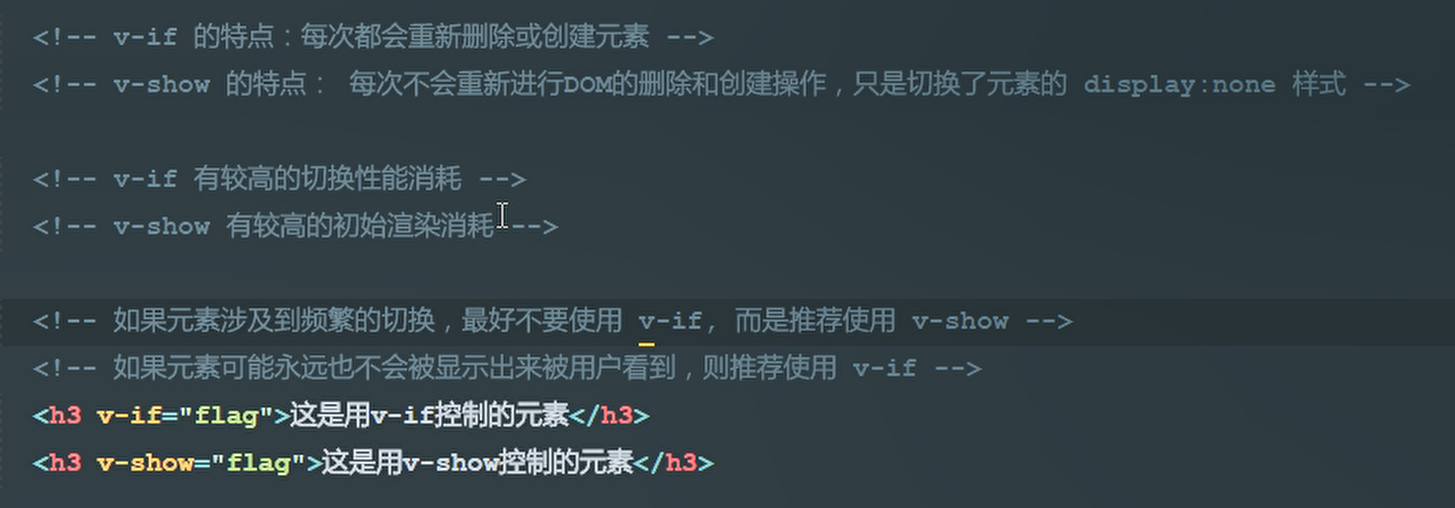 <!-- v-if 的特点：每次都会重新删除或创建元素 -->
<!-- v-show 的特点： 每次不会重新进行DOM的删除和创建操作，只是切换了元素的 display:none 样式 -->
<!-- v-if 有较高的切换性能消耗 -->
<!-- v-show 有较高的初始渲染消耗 -->
<!-- 如果元素涉及到频繁的切换，最好不要使用 v-if, 而是推荐使用 v-show -->
<!-- 如果元素可能永远也不会被显示出来被用户看到，则推荐使用 v-if -->
<h3 v-if="flag">这是用v-if控制的元素</h3>
<h3 v-show="flag">这是用v-show控制的元素</h3>